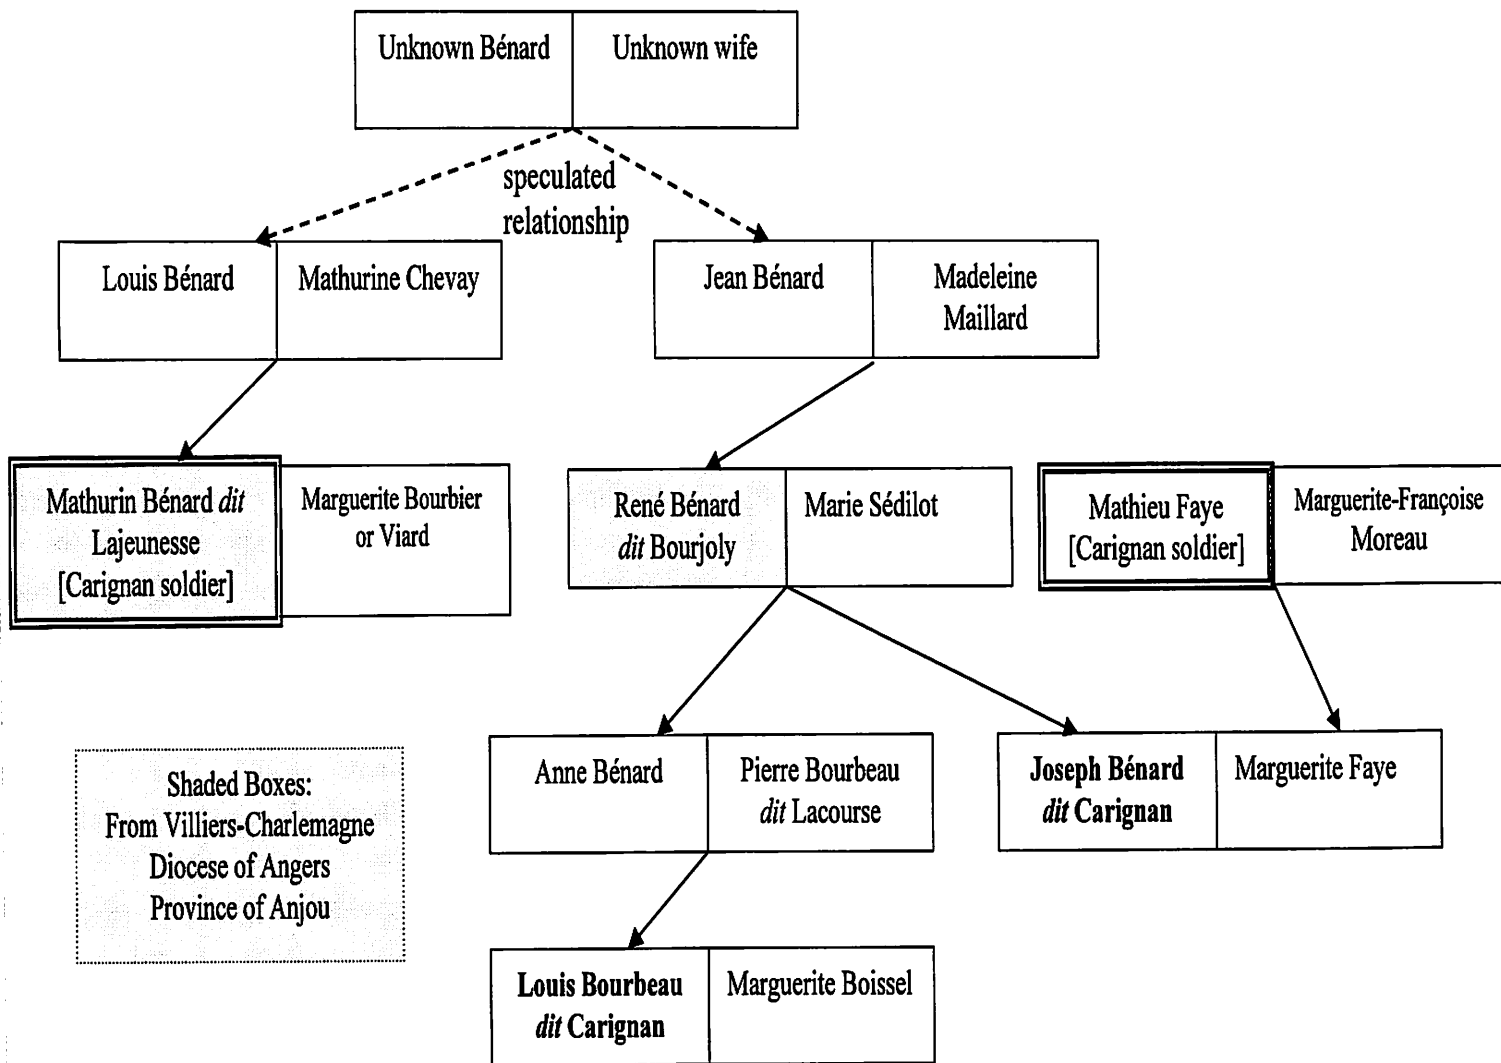 Unknown Bénard
Unknown wife
speculated
relationship
Louis Bénard
Mathurine Chevay
Jean Bénard
Madeleine
Maillard
Mathurin Bénard dit
Lajeunesse
[Carignan soldier]
Marguerite Bourbier
or Viard
René Bénard
dit Bourjoly
Marie Sédilot
Mathieu Faye
[Carignan soldier]
Marguerite-Françoise
Moreau
Shaded Boxes:
From Villiers-Charlemagne
Diocese of Angers
Province of Anjou
Anne Bénard
Pierre Bourbeau
dit Lacourse
Joseph Bénard
dit Carignan
Marguerite Faye
Louis Bourbeau
dit Carignan
Marguerite Boissel